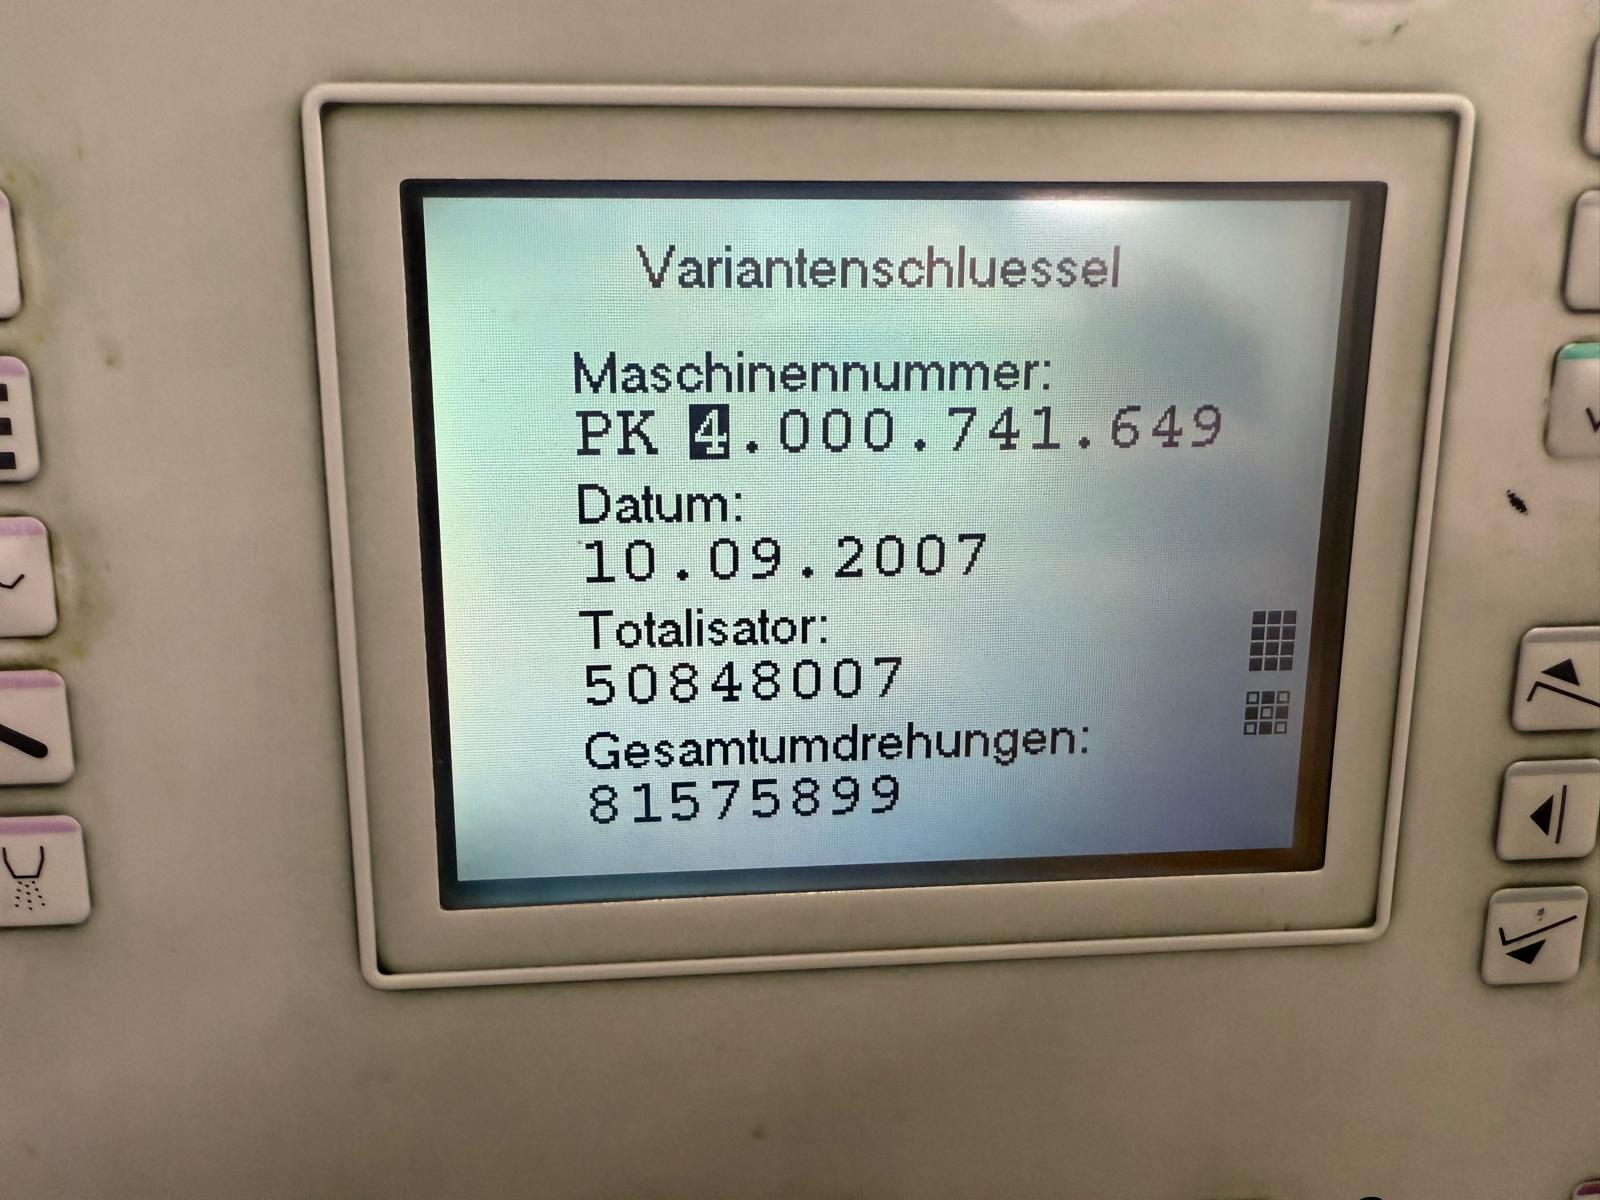 Variantenschluessel
Maschinennummer:
PK 4.000.741.649
Datum:
10.09.2007
Totalisator:
50848007
Gesamtumdrehungen:
81575899